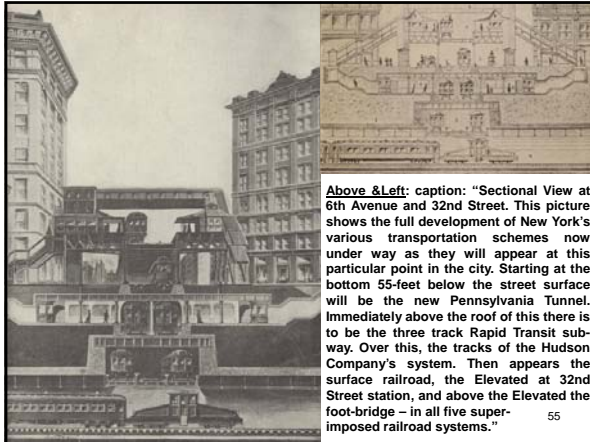 Above &Left: caption: “Sectional View at
6th Avenue and 32nd Street. This picture
shows the full development of New York’s
various transportation schemes now
under way as they will appear at this
particular point in the city. Starting at the
bottom 55-feet below the street surface
will be the new Pennsylvania Tunnel.
Immediately above the roof of this there is
to be the three track Rapid Transit sub-
way. Over this, the tracks of the Hudson
Company’s system. Then appears the
surface railroad, the Elevated at 32nd
Street station, and above the Elevated the
foot-bridge – in all five super-
imposed railroad systems.”
55